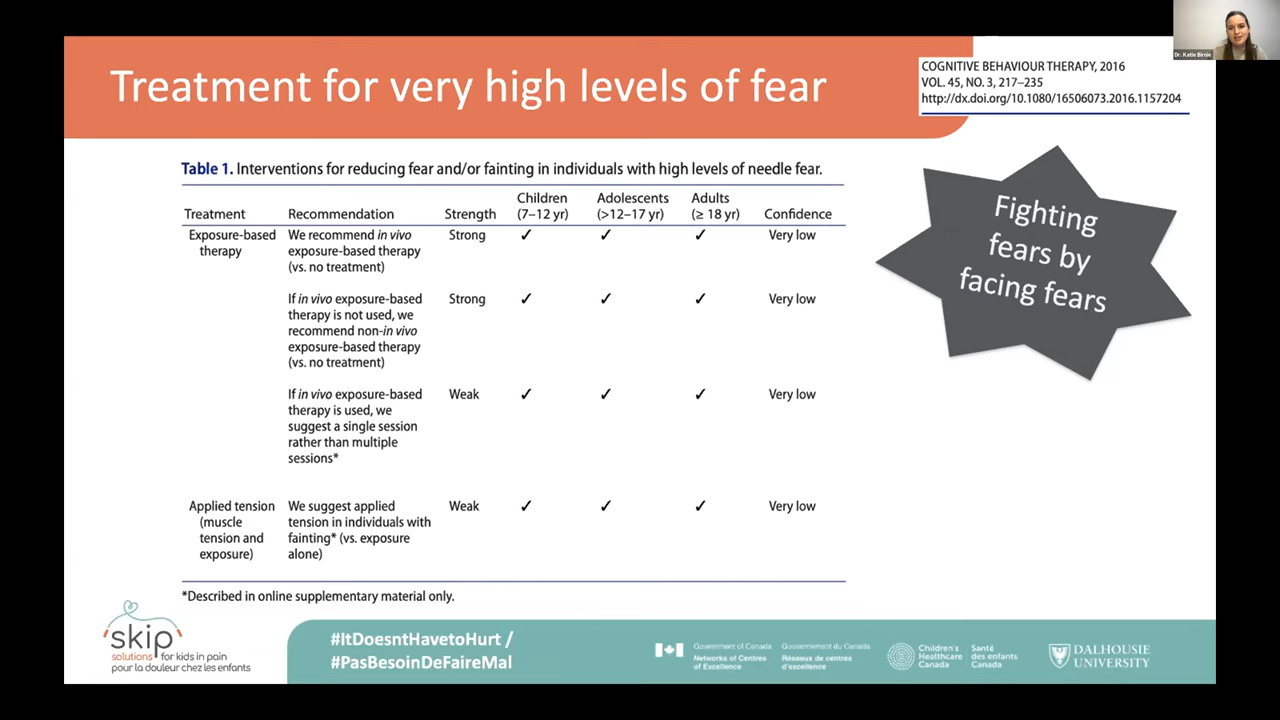 Dr. Katie Birnie
Treatment for very high levels of fear
COGNITIVE BEHAVIOUR THERAPY, 2016
VOL. 45, NO. 3, 217–235
http://dx.doi.org/10.1080/16506073.2016.1157204
Table 1. Interventions for reducing fear and/or fainting in individuals with high levels of needle fear.
Children Adolescents Adults
Treatment Recommendation Strength (7–12 yr) (>12–17 yr) (≥ 18 yr) Confidence
Exposure-based We recommend in vivo Strong ✓ ✓ ✓ Very low
therapy exposure-based therapy
(vs. no treatment)
If in vivo exposure-based Strong ✓ ✓ ✓ Very low
therapy is not used, we
recommend non-in vivo
exposure-based therapy
(vs. no treatment)
If in vivo exposure-based Weak ✓ ✓ ✓ Very low
therapy is used, we
suggest a single session
rather than multiple
sessions*
Applied tension We suggest applied Weak ✓ ✓ ✓ Very low
(muscle tension in individuals with
tension and fainting* (vs. exposure
exposure) alone)
*Described in online supplementary material only.
Fighting
fears by
facing fears
skip
solutions for kids in pain
pour la douleur chez les enfants
#ItDoesntHavetoHurt /
#PasBesoinDeFaireMal
Government of Canada Gouvernement du Canada
Networks of Centres Réseaux de centres
of Excellence d'excellence
Children's Santé
Healthcare des enfants
Canada Canada
DALHOUSIE
UNIVERSITY